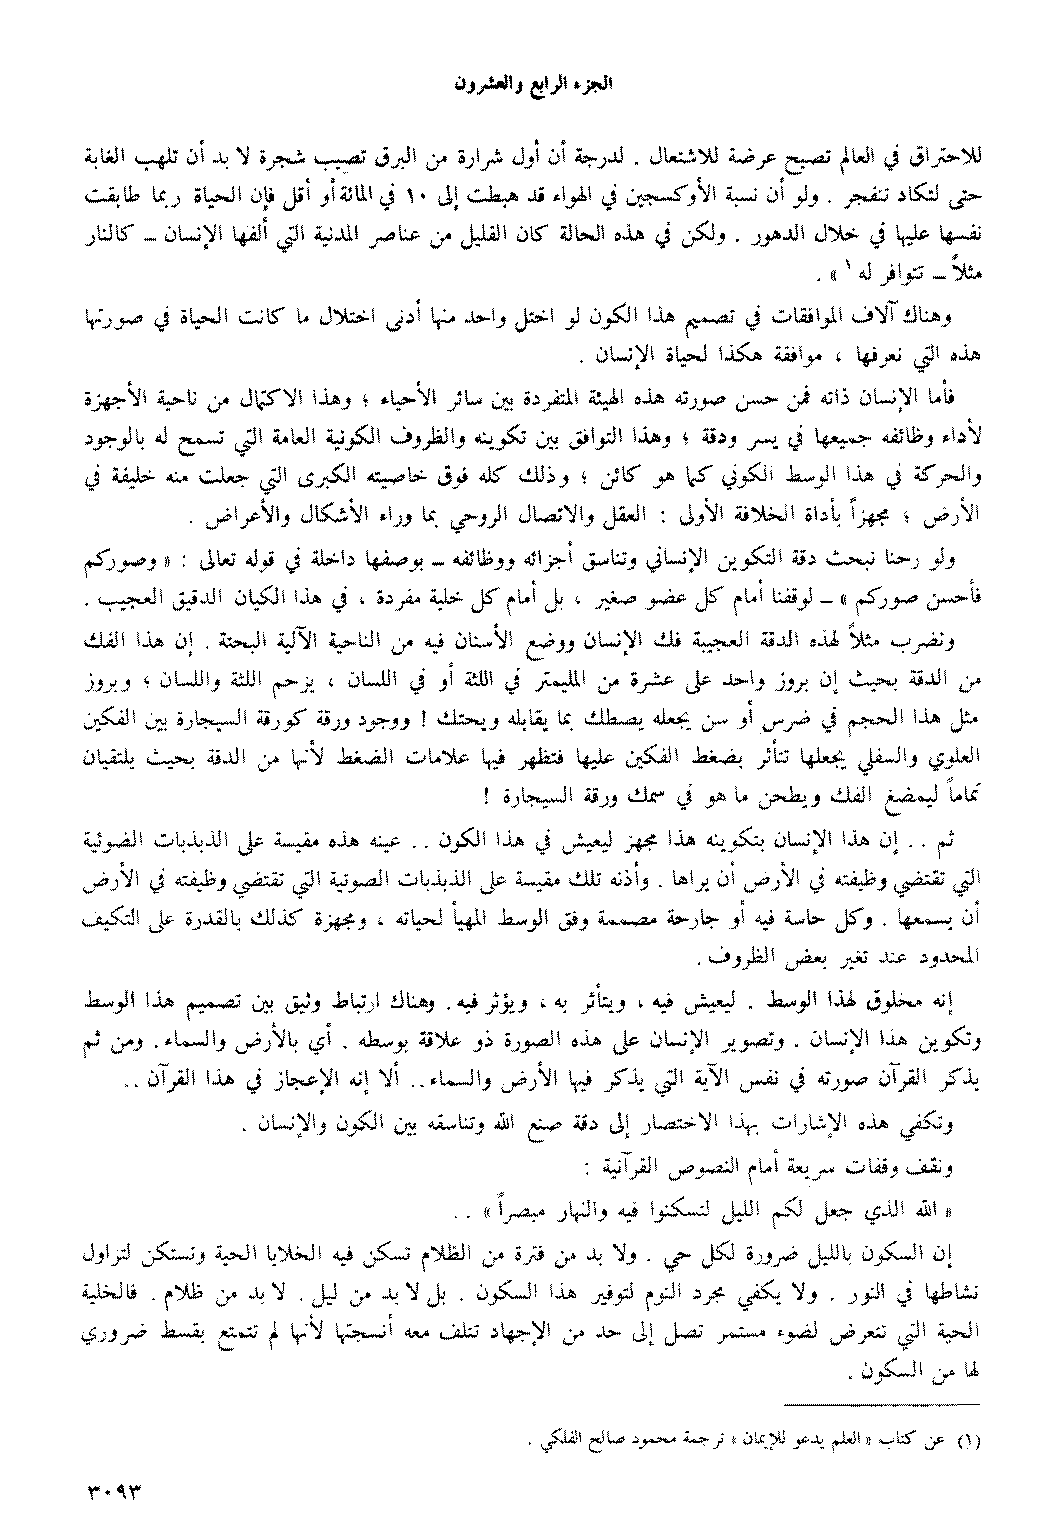 الجزء الرابع والعشرون
للاحتراق في العالم تصبح عرضة للاشتعال . لدرجة أن أول شرارة من البرق تصيب شجرة لا بد أن تلهب الغابة
حتى لتكاد تنفجر . ولو أن نسبة الأوكسجين في الهواء قد هبطت إلى ١٠ في المائة أو أقل فإن الحياة ربما طابقت
نفسها عليها في خلال الدهور . ولكن في هذه الحالة كان القليل من عناصر المدنية التي ألفها الإنسان – كالنار
مثلاً – تتوافر له ١ » .
وهناك آلاف الموافقات في تصميم هذا الكون لو اختل واحد منها أدنى اختلال ما كانت الحياة في صورتها
هذه التي نعرفها ، موافقة هكذا لحياة الإنسان .
فأما الإنسان ذاته فمن حسن صورته هذه الهيئة المتفردة بين سائر الأحياء ؛ وهذا الاكتمال من ناحية الأجهزة
لأداء وظائفه جميعها في يسر ودقة ؛ وهذا التوافق بين تكوينه والظروف الكونية العامة التي تسمح له بالوجود
والحركة في هذا الوسط الكوني كما هو كائن ؛ وذلك كله فوق خاصيته الكبرى التي جعلت منه خليفة في
الأرض ؛ مجهزاً بأداة الخلافة الأولى : العقل والاتصال الروحي بما وراء الأشكال والأعراض .
ولو رحنا نبحث دقة التكوين الإنساني وتناسق أجزائه ووظائفه – بوصفها داخلة في قوله تعالى : « وصوركم
فأحسن صوركم » – لوقفنا أمام كل عضو صغير ، بل أمام كل خلية مفردة ، في هذا الكيان الدقيق العجيب .
ونضرب مثلاً لهذه الدقة العجيبة فك الإنسان ووضع الأسنان فيه من الناحية الآلية البحتة . إن هذا الفك
من الدقة بحيث إن بروز واحد على عشرة من المليمتر في اللثة أو في اللسان ، يزحم اللثة واللسان ؛ وبروز
مثل هذا الحجم في ضرس أو سن يجعله يصطك بما يقابله ويحتك ! ووجود ورقة كورقة السيجارة بين الفكين
العلوي والسفلي يجعلها تتأثر بضغط الفكين عليها فتظهر فيها علامات الضغط لأنها من الدقة بحيث يلتقيان
تماماً ليمضغ الفك ويطحن ما هو في سمك ورقة السيجارة !
ثم .. إن هذا الإنسان بتكوينه هذا مجهز ليعيش في هذا الكون .. عينه هذه مقيسة على الذبذبات الضوئية
التي تقتضي وظيفته في الأرض أن يراها . وأذنه تلك مقيسة على الذبذبات الصوتية التي تقتضي وظيفته في الأرض
أن يسمعها . وكل حاسة فيه أو جارحة مصممة وفق الوسط المهيأ لحياته ، ومجهزة كذلك بالقدرة على التكيف
المحدود عند تغير بعض الظروف .
إنه مخلوق لهذا الوسط . ليعيش فيه ، ويتأثر به ، ويؤثر فيه . وهناك ارتباط وثيق بين تصميم هذا الوسط
وتكوين هذا الإنسان . وتصوير الإنسان على هذه الصورة ذو علاقة بوسطه . أي بالأرض والسماء . ومن ثم
يذكر القرآن صورته في نفس الآية التي يذكر فيها الأرض والسماء .. ألا إنه الإعجاز في هذا القرآن ..
وتكفي هذه الإشارات بهذا الاختصار إلى دقة صنع الله وتناسقه بين الكون والإنسان .
ونقف وقفات سريعة أمام النصوص القرآنية :
« الله الذي جعل لكم الليل لتسكنوا فيه والنهار مبصراً » ..
إن السكون بالليل ضرورة لكل حي . ولا بد من فترة من الظلام تسكن فيه الخلايا الحية وتستكن لتزاول
نشاطها في النور . ولا يكفي مجرد النوم لتوفير هذا السكون . بل لا بد من ليل . لا بد من ظلام . فالخلية
الحية التي تتعرض لضوء مستمر تصل إلى حد من الإجهاد تتلف معه أنسجتها لأنها لم تتمتع بقسط ضروري
لها من السكون .
(١) عن كتاب « العلم يدعو للإيمان » ترجمة محمود صالح الفلكي .
٣٠٩٣